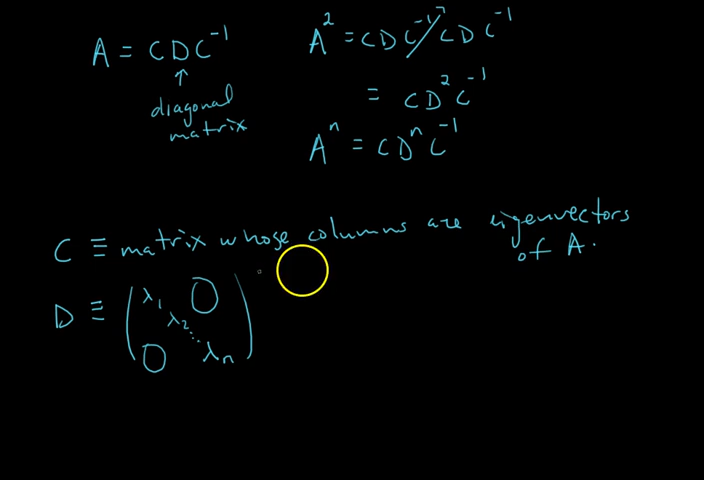 A = CDC⁻¹
↑
diagonal
matrix
A² = CDC⁻¹CDC⁻¹
= CD²C⁻¹
Aⁿ = CDⁿC⁻¹
C ≡ matrix whose columns are eigenvectors
of A.
D ≡ ( λ₁ 0
λ₂ ⋱
0 λₙ )